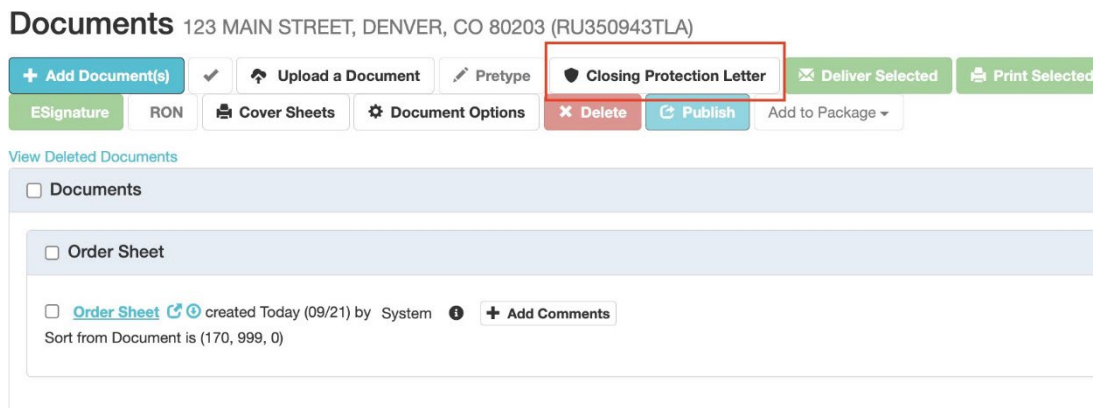 Documents 123 MAIN STREET, DENVER, CO 80203 (RU350943TLA)
Add Document(s) Upload a Document Pretype Closing Protection Letter Deliver Selected Print Selected
ESignature RON Cover Sheets Document Options Delete Publish Add to Package
View Deleted Documents
Documents
Order Sheet
Order Sheet created Today (09/21) by System Add Comments
Sort from Document is (170, 999, 0)